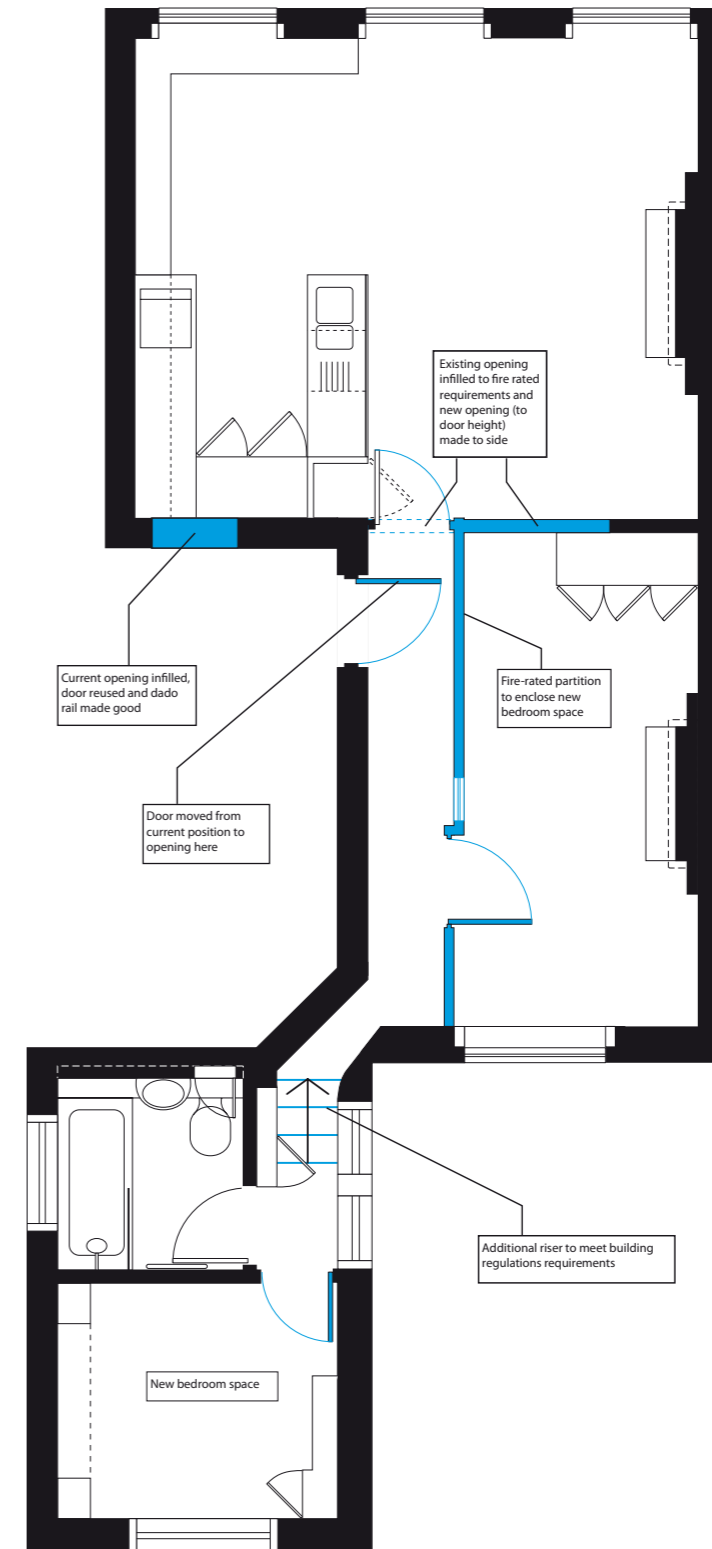 Existing opening
infilled to fire rated
requirements and
new opening (to
door height)
made to side
Current opening infilled,
door reused and dado
rail made good
Fire-rated partition
to enclose new
bedroom space
Door moved from
current position to
opening here
Additional riser to meet building
regulations requirements
New bedroom space